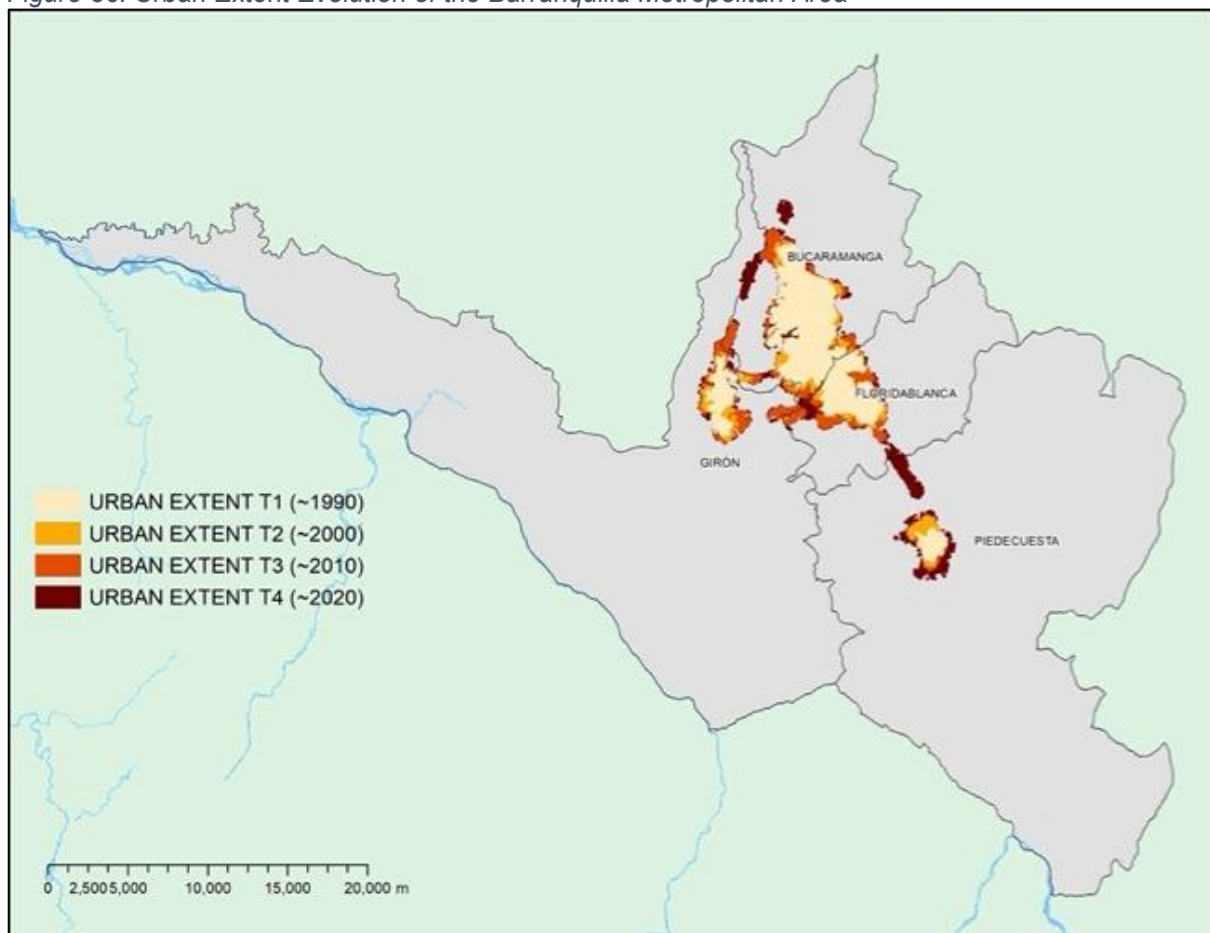 Figure 30. Urban Extent Evolution of the Barranquilla Metropolitan Area
BUCARAMANGA
FLORIDABLANCA
GIRÓN
PIEDECUESTA
URBAN EXTENT T1 (~1990)
URBAN EXTENT T2 (~2000)
URBAN EXTENT T3 (~2010)
URBAN EXTENT T4 (~2020)
0 2,500 5,000 10,000 15,000 20,000 m